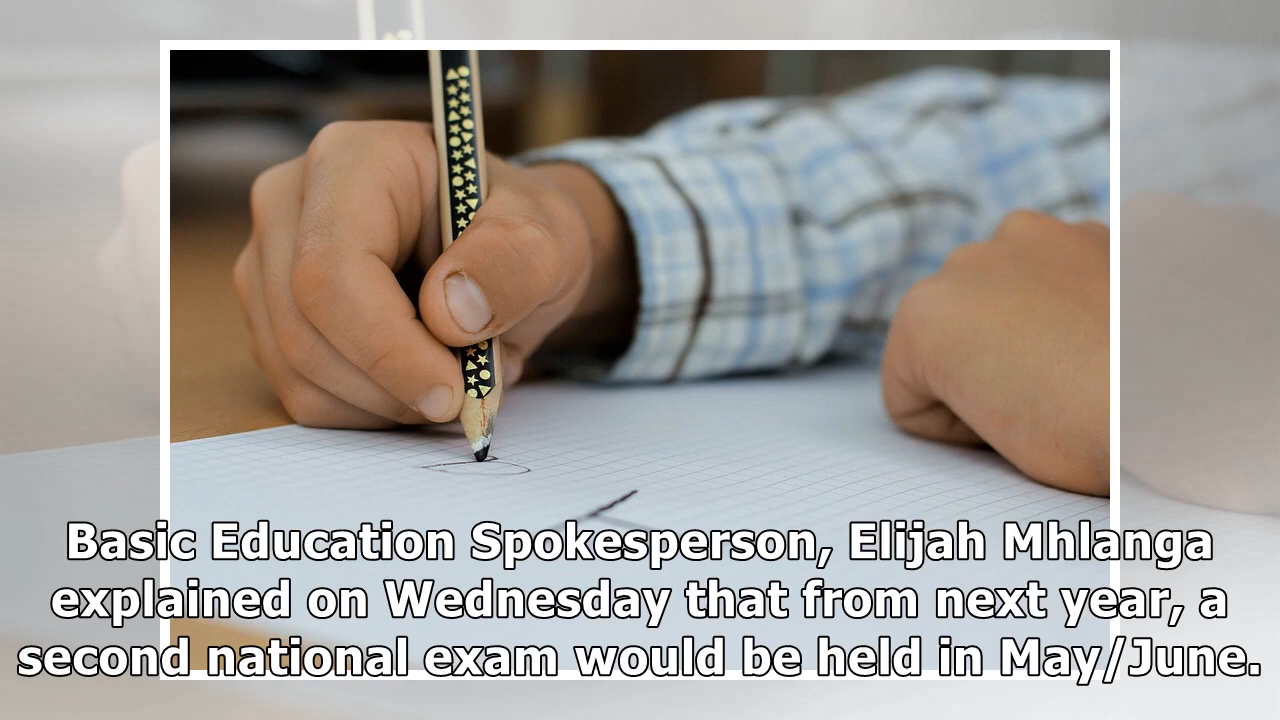 Basic Education Spokesperson, Elijah Mhlanga
explained on Wednesday that from next year, a
second national exam would be held in May/June.